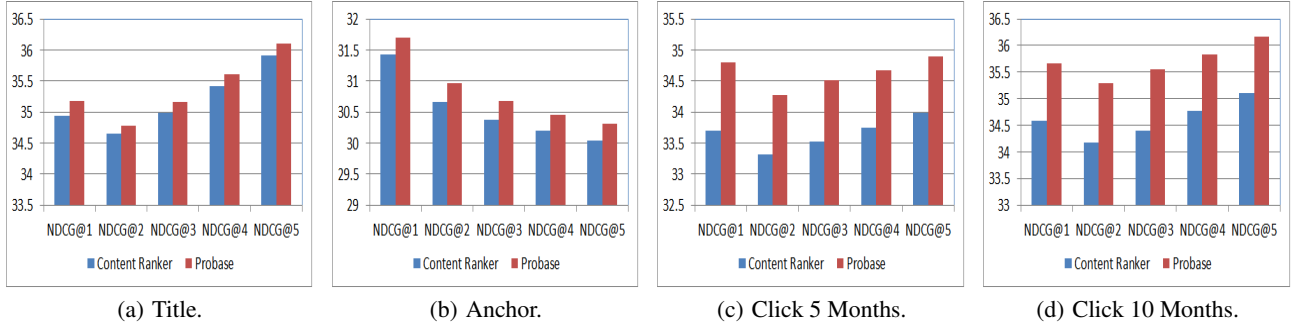 36.5
36
35.5
35
34.5
34
33.5
NDCG@1 NDCG@2 NDCG@3 NDCG@4 NDCG@5
Content Ranker Probase
(a) Title.
32
31.5
31
30.5
30
29.5
29
NDCG@1 NDCG@2 NDCG@3 NDCG@4 NDCG@5
Content Ranker Probase
(b) Anchor.
35.5
35
34.5
34
33.5
33
32.5
NDCG@1 NDCG@2 NDCG@3 NDCG@4 NDCG@5
Content Ranker Probase
(c) Click 5 Months.
36.5
36
35.5
35
34.5
34
33.5
33
NDCG@1 NDCG@2 NDCG@3 NDCG@4 NDCG@5
Content Ranker Probase
(d) Click 10 Months.